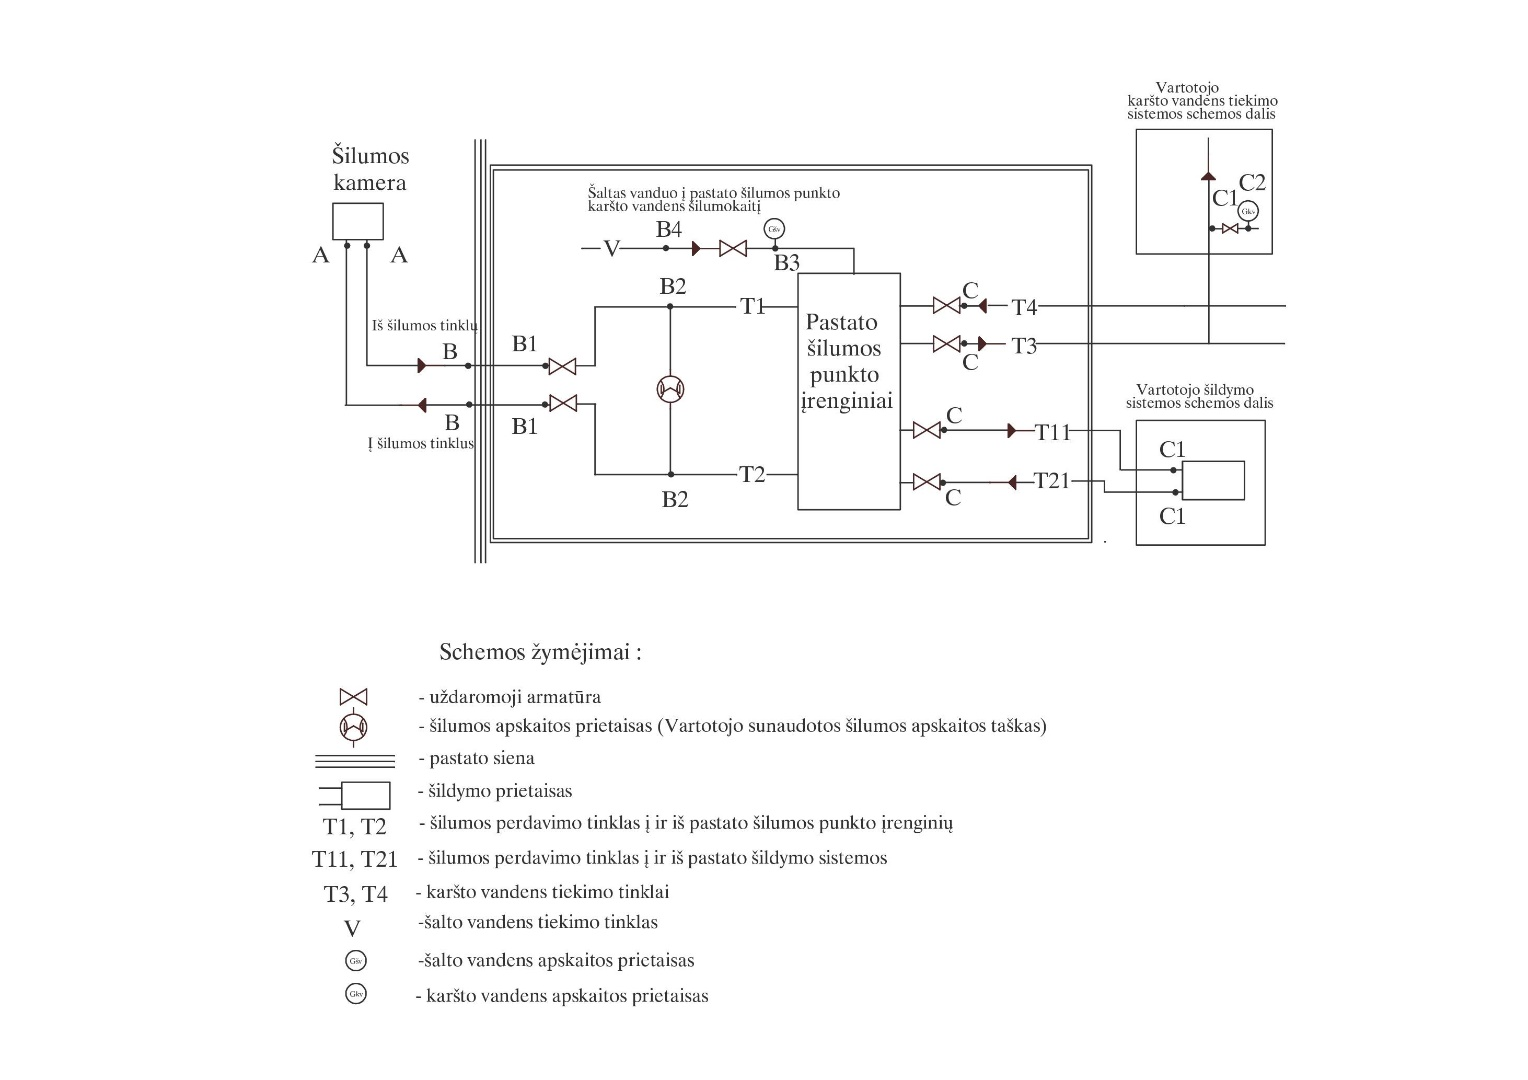 Vartotojo
karšto vandens tiekimo
sistemos schemos dalis
Šilumos
kamera
A
A
Šaltas vanduo į pastato šilumos punkto
karšto vandens šilumokaitį
V
B4
Gšv
B3
C1
C2
Gkv
B2
T1
Iš šilumos tinklų
B
B1
Pastato
šilumos
punkto
įrenginiai
C
T4
C
T3
B
B1
Į šilumos tinklus
T2
B2
C
T11
C
T21
Vartotojo šildymo
sistemos schemos dalis
C1
C1
Schemos žymėjimai :
- uždaromoji armatūra
- šilumos apskaitos prietaisas (Vartotojo sunaudotos šilumos apskaitos taškas)
- pastato siena
- šildymo prietaisas
T1, T2 - šilumos perdavimo tinklas į ir iš pastato šilumos punkto įrenginių
T11, T21 - šilumos perdavimo tinklas į ir iš pastato šildymo sistemos
T3, T4 - karšto vandens tiekimo tinklai
V -šalto vandens tiekimo tinklas
Gšv -šalto vandens apskaitos prietaisas
Gkv - karšto vandens apskaitos prietaisas